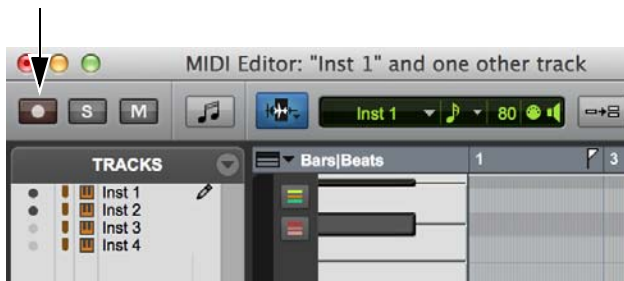 MIDI Editor: "Inst 1" and one other track
S M Inst 1 80
TRACKS Bars|Beats 1 3
Inst 1
Inst 2
Inst 3
Inst 4